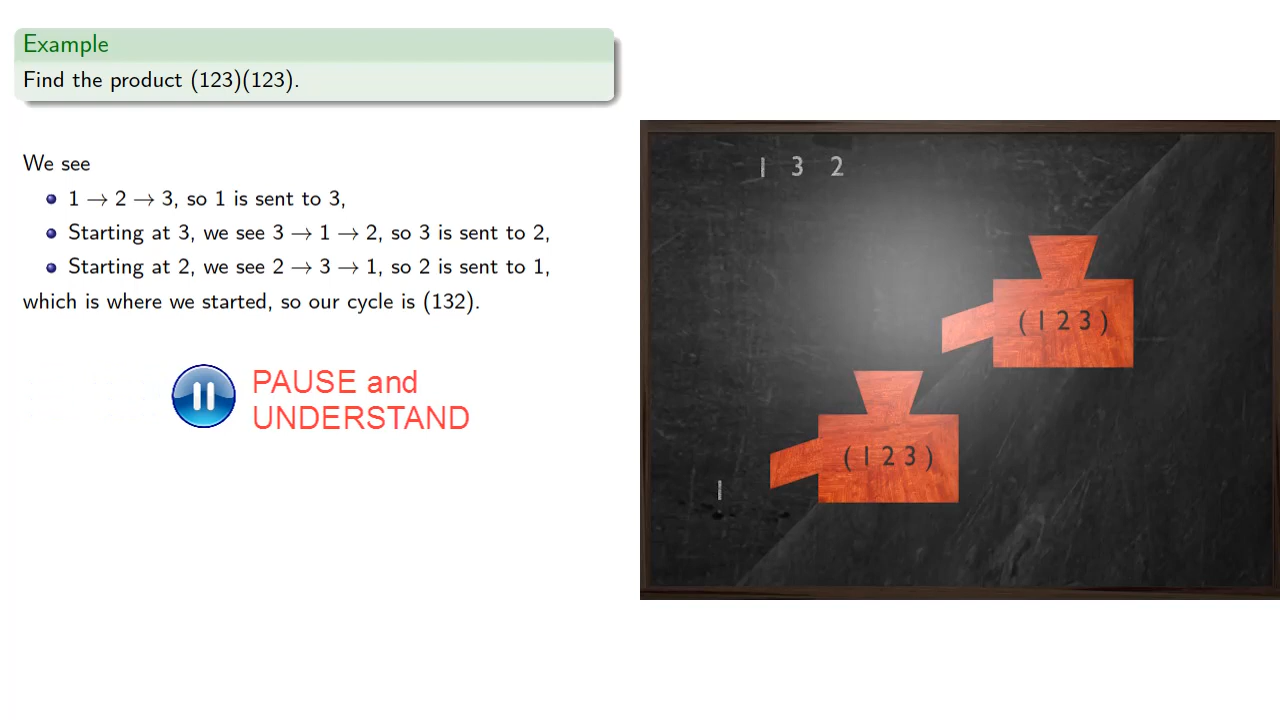 Example
Find the product (123)(123).
We see
1 → 2 → 3, so 1 is sent to 3,
Starting at 3, we see 3 → 1 → 2, so 3 is sent to 2,
Starting at 2, we see 2 → 3 → 1, so 2 is sent to 1,
which is where we started, so our cycle is (132).
PAUSE and
UNDERSTAND
1 3 2
( 1 2 3 )
( 1 2 3 )
1